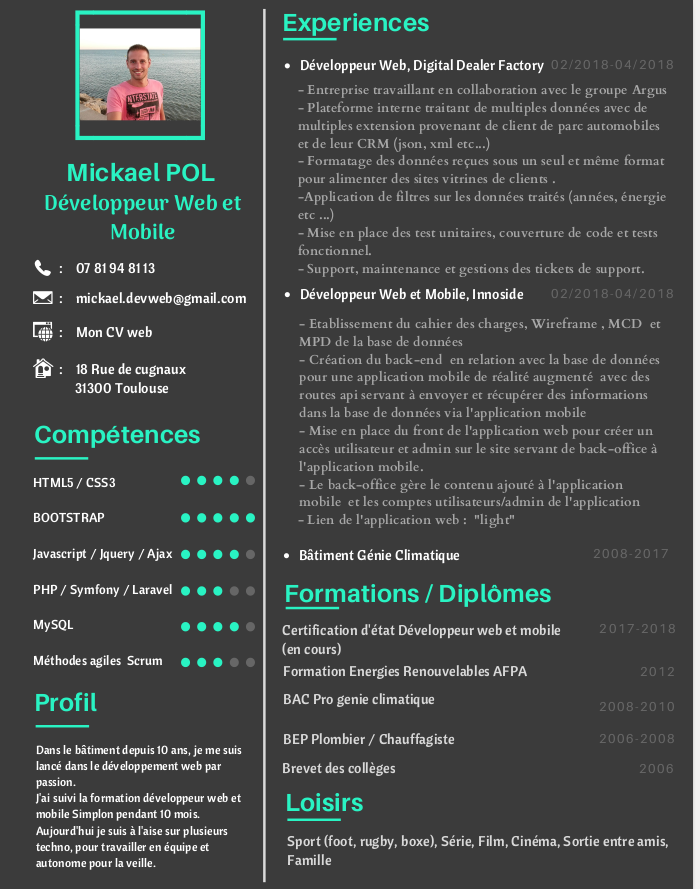 Mickael POL
Développeur Web et
Mobile
: 07 81 94 81 13
: mickael.devweb@gmail.com
: Mon CV web
: 18 Rue de cugnaux
31300 Toulouse
Compétences
HTML5 / CSS3
BOOTSTRAP
Javascript / Jquery / Ajax
PHP / Symfony / Laravel
MySQL
Méthodes agiles Scrum
Profil
Dans le bâtiment depuis 10 ans, je me suis
lancé dans le développement web par
passion.
J'ai suivi la formation développeur web et
mobile Simplon pendant 10 mois.
Aujourd'hui je suis à l'aise sur plusieurs
techno, pour travailler en équipe et
autonome pour la veille.
Experiences
• Développeur Web, Digital Dealer Factory 02/2018-04/2018
- Entreprise travaillant en collaboration avec le groupe Argus
- Plateforme interne traitant de multiples données avec de
multiples extension provenant de client de parc automobiles
et de leur CRM (json, xml etc...)
- Formatage des données reçues sous un seul et même format
pour alimenter des sites vitrines de clients .
-Application de filtres sur les données traités (années, énergie
etc ...)
- Mise en place des test unitaires, couverture de code et tests
fonctionnel.
- Support, maintenance et gestions des tickets de support.
• Développeur Web et Mobile, Innoside 02/2018-04/2018
- Etablissement du cahier des charges, Wireframe , MCD et
MPD de la base de données
- Création du back-end en relation avec la base de données
pour une application mobile de réalité augmenté avec des
routes api servant à envoyer et récupérer des informations
dans la base de données via l'application mobile
- Mise en place du front de l'application web pour créer un
accès utilisateur et admin sur le site servant de back-office à
l'application mobile.
- Le back-office gère le contenu ajouté à l'application
mobile et les comptes utilisateurs/admin de l'application
- Lien de l'application web : "light"
• Bâtiment Génie Climatique 2008-2017
Formations / Diplômes
Certification d'état Développeur web et mobile 2017-2018
(en cours)
Formation Energies Renouvelables AFPA 2012
BAC Pro genie climatique 2008-2010
BEP Plombier / Chauffagiste 2006-2008
Brevet des collèges 2006
Loisirs
Sport (foot, rugby, boxe), Série, Film, Cinéma, Sortie entre amis,
Famille